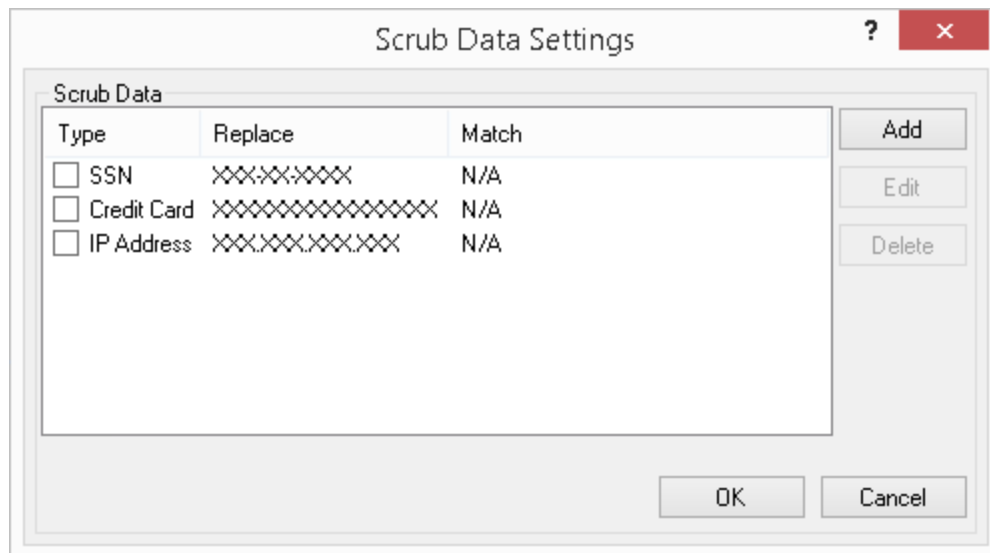 Scrub Data Settings ? ×
Scrub Data
Type Replace Match
SSN XXX-XX-XXXX N/A
Credit Card XXXXXXXXXXXXXXXX N/A
IP Address XXX.XXX.XXX.XXX N/A
Add
Edit
Delete
OK Cancel